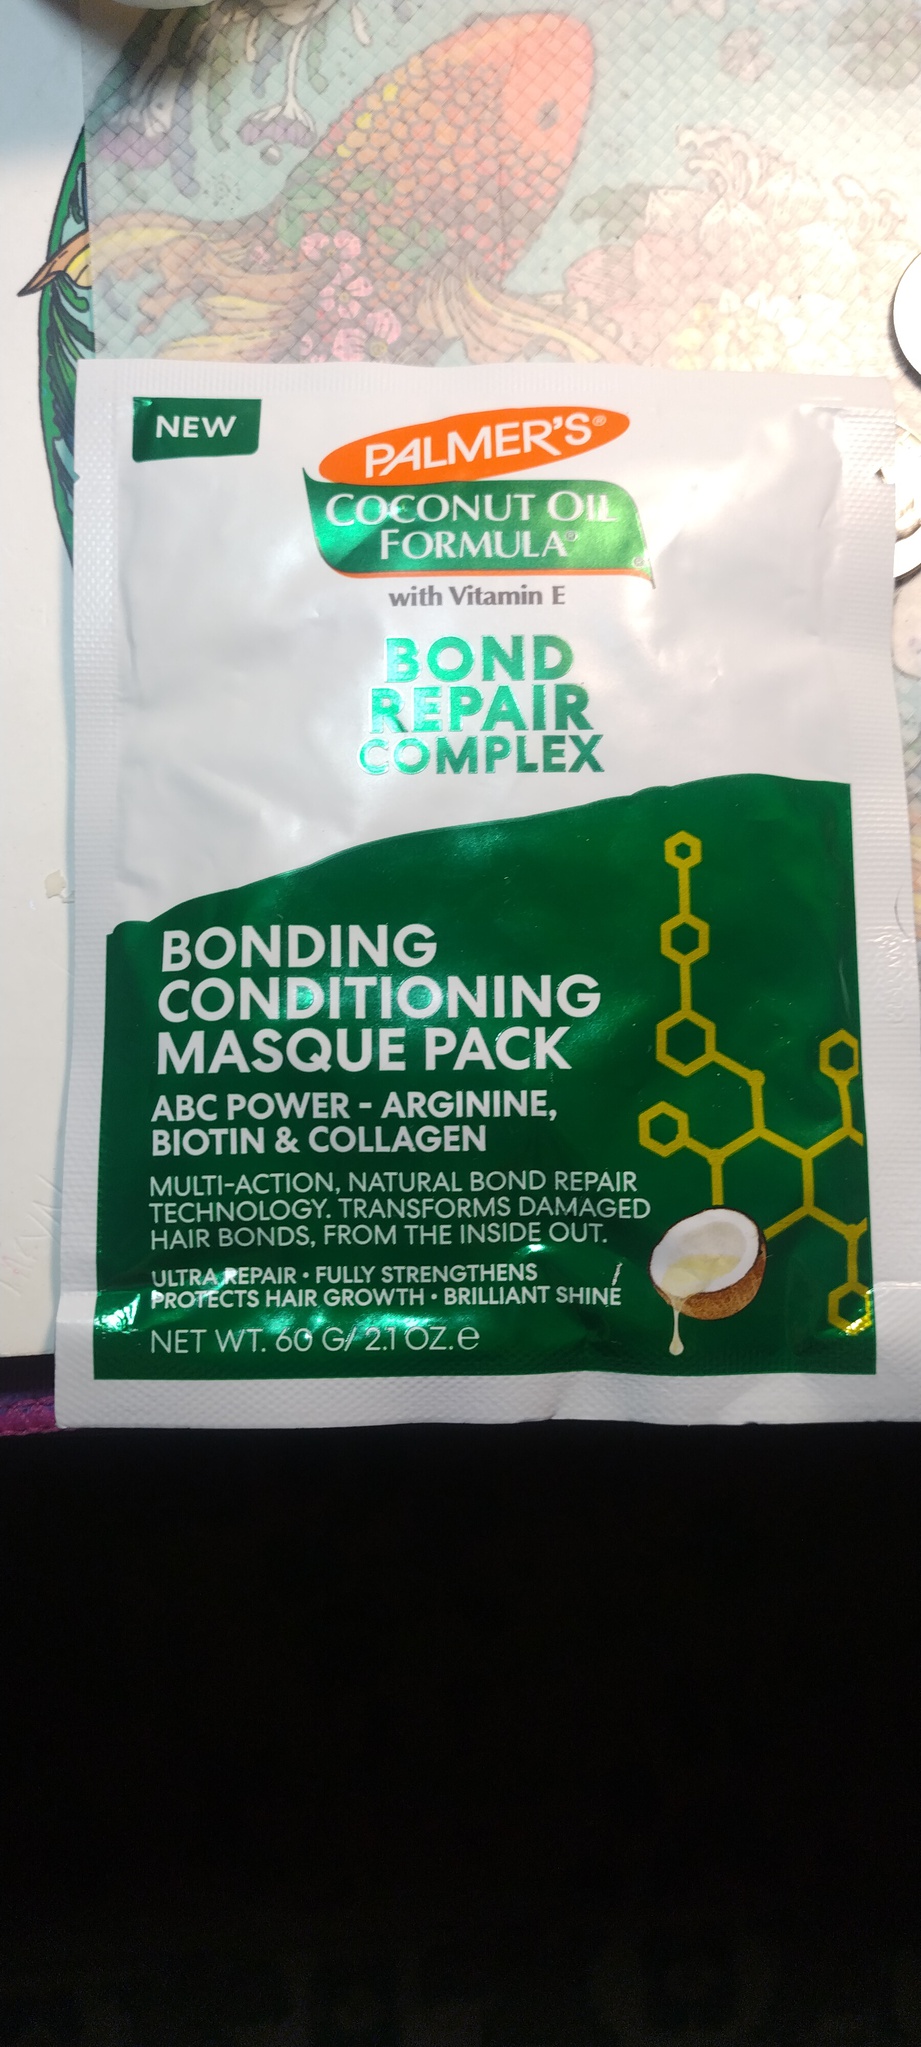 NEW
PALMER'S®
COCONUT OIL
FORMULA®
with Vitamin E
BOND
REPAIR
COMPLEX
BONDING
CONDITIONING
MASQUE PACK
ABC POWER - ARGININE,
BIOTIN & COLLAGEN
MULTI-ACTION, NATURAL BOND REPAIR
TECHNOLOGY. TRANSFORMS DAMAGED
HAIR BONDS, FROM THE INSIDE OUT.
ULTRA REPAIR • FULLY STRENGTHENS
PROTECTS HAIR GROWTH • BRILLIANT SHINE
NET WT. 60 G/ 2.1 OZ. e